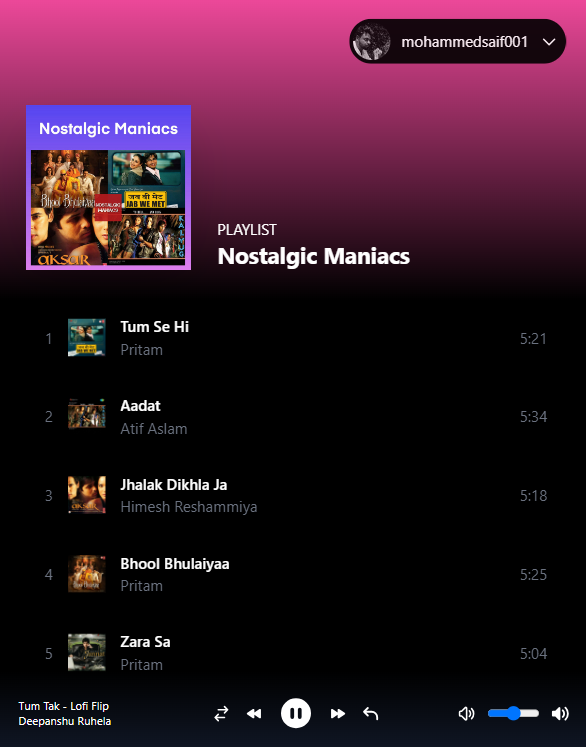 mohammedsaif001
Nostalgic Maniacs
Bhool Bhulaiyaa
जब वी मेट
JAB WE MET
NOSTALGIC
MANIACS
AKSAR
KALYUG
PLAYLIST
Nostalgic Maniacs
1
Tum Se Hi
Pritam
5:21
2
Aadat
Atif Aslam
5:34
3
Jhalak Dikhla Ja
Himesh Reshammiya
5:18
4
Bhool Bhulaiyaa
Pritam
5:25
5
Zara Sa
Pritam
5:04
Tum Tak - Lofi Flip
Deepanshu Ruhela